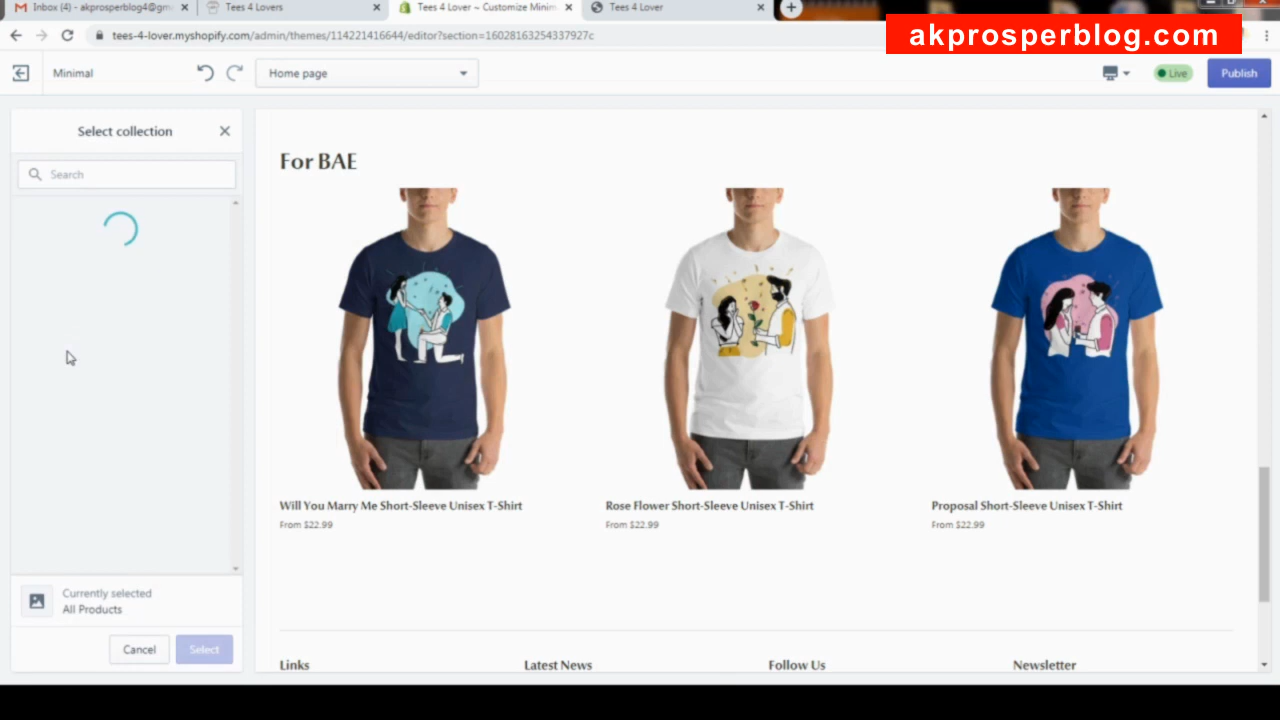 Inbox (4) - akprosperblog4@gm
Tees 4 Lovers
Tees 4 Lover ~ Customize Minim
Tees 4 Lover
tees-4-lover.myshopify.com/admin/themes/114221416644/editor?section=16028163254337927c
akprosperblog.com
Minimal
Home page
Live
Publish
Select collection
Search
Currently selected
All Products
Cancel
Select
For BAE
Will You Marry Me Short-Sleeve Unisex T-Shirt
From $22.99
Rose Flower Short-Sleeve Unisex T-Shirt
From $22.99
Proposal Short-Sleeve Unisex T-Shirt
From $22.99
Links
Latest News
Follow Us
Newsletter